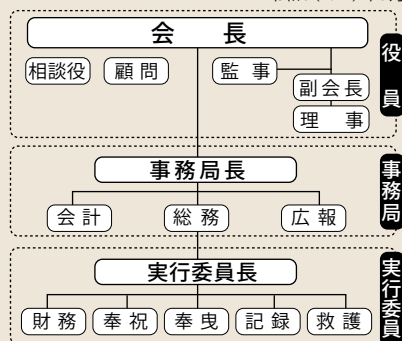 会長
役員
相談役 顧問 監事
副会長
理事
事務局長
事務局
会計 総務 広報
実行委員長
実行委員
財務 奉祝 奉曳 記録 救護